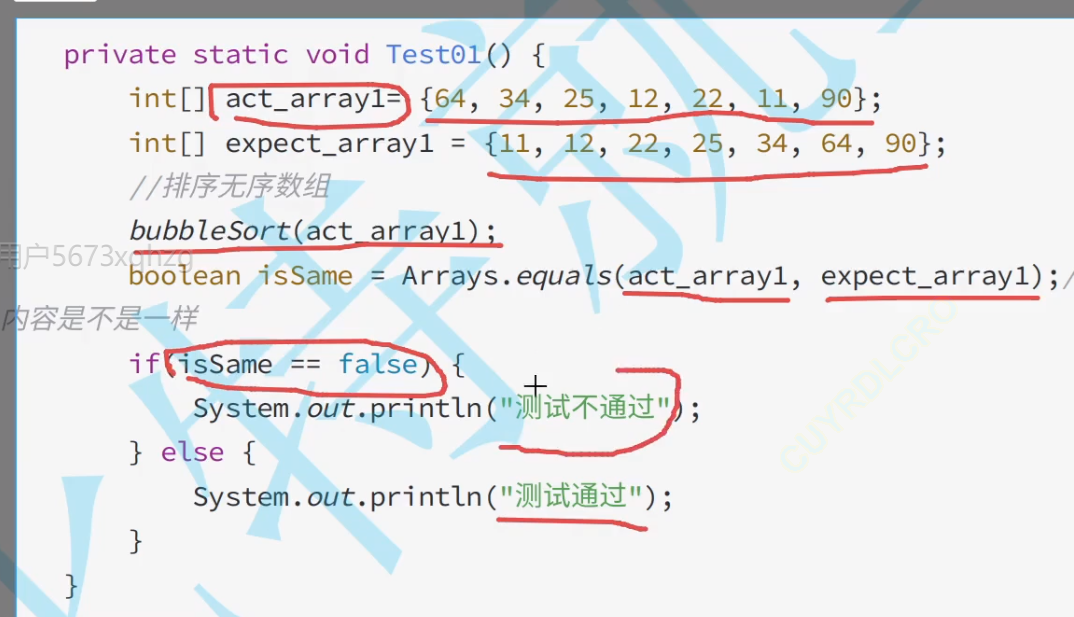 private static void Test01() {
int[] act_array1= {64, 34, 25, 12, 22, 11, 90};
int[] expect_array1 = {11, 12, 22, 25, 34, 64, 90};
//排序无序数组
bubbleSort(act_array1);
用户5673xqhzg
boolean isSame = Arrays.equals(act_array1, expect_array1);/
内容是不是一样
if(isSame == false) {
System.out.println("测试不通过");
} else {
System.out.println("测试通过");
}
}
CUYRDLCRO